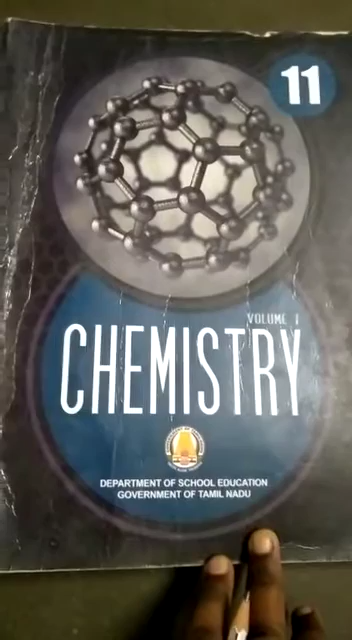 11
VOLUME I
CHEMISTRY
DEPARTMENT OF SCHOOL EDUCATION
GOVERNMENT OF TAMIL NADU